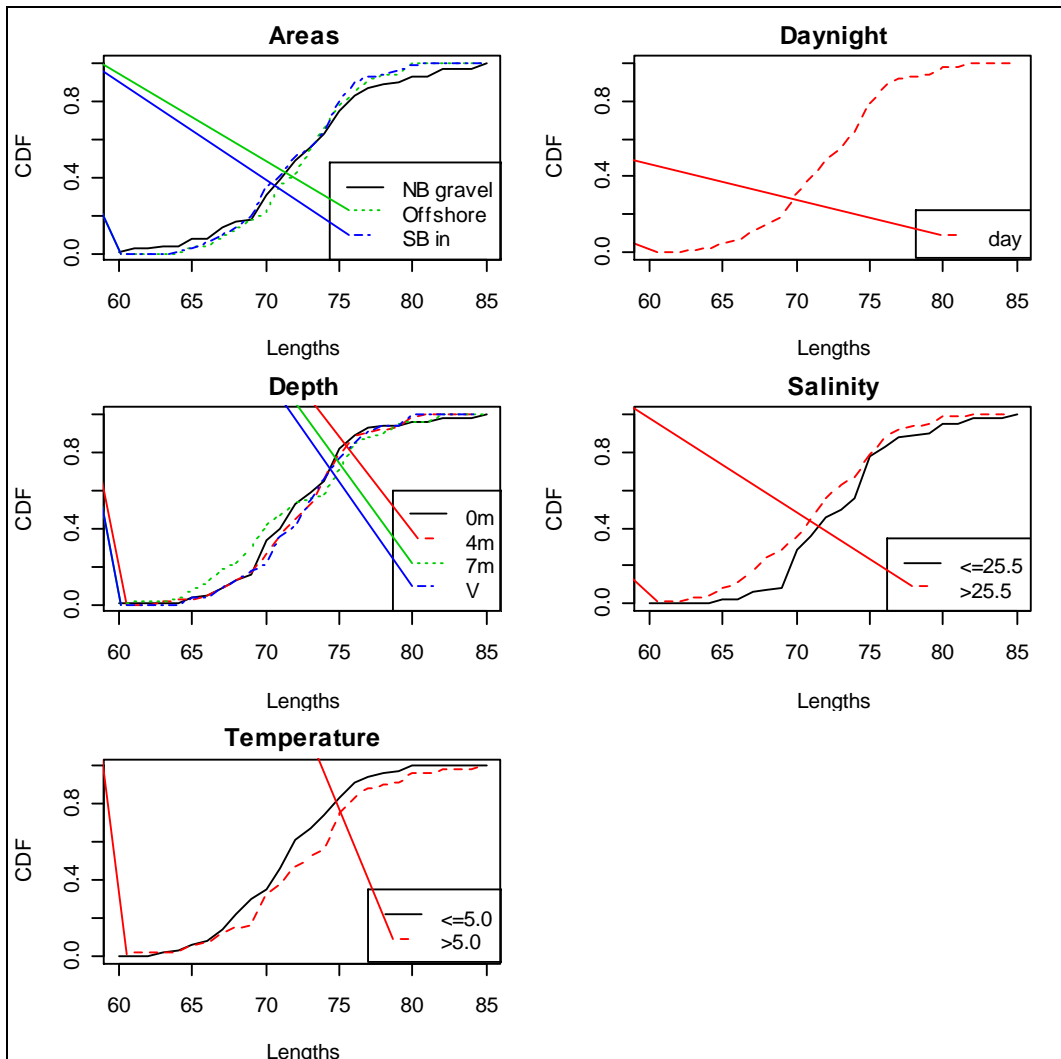 Areas
CDF
0.0 0.4 0.8
60 65 70 75 80 85
Lengths
NB gravel
Offshore
SB in
Daynight
CDF
0.0 0.4 0.8
60 65 70 75 80 85
Lengths
day
Depth
CDF
0.0 0.4 0.8
60 65 70 75 80 85
Lengths
0m
4m
7m
V
Salinity
CDF
0.0 0.4 0.8
60 65 70 75 80 85
Lengths
<=25.5
>25.5
Temperature
CDF
0.0 0.4 0.8
60 65 70 75 80 85
Lengths
<=5.0
>5.0